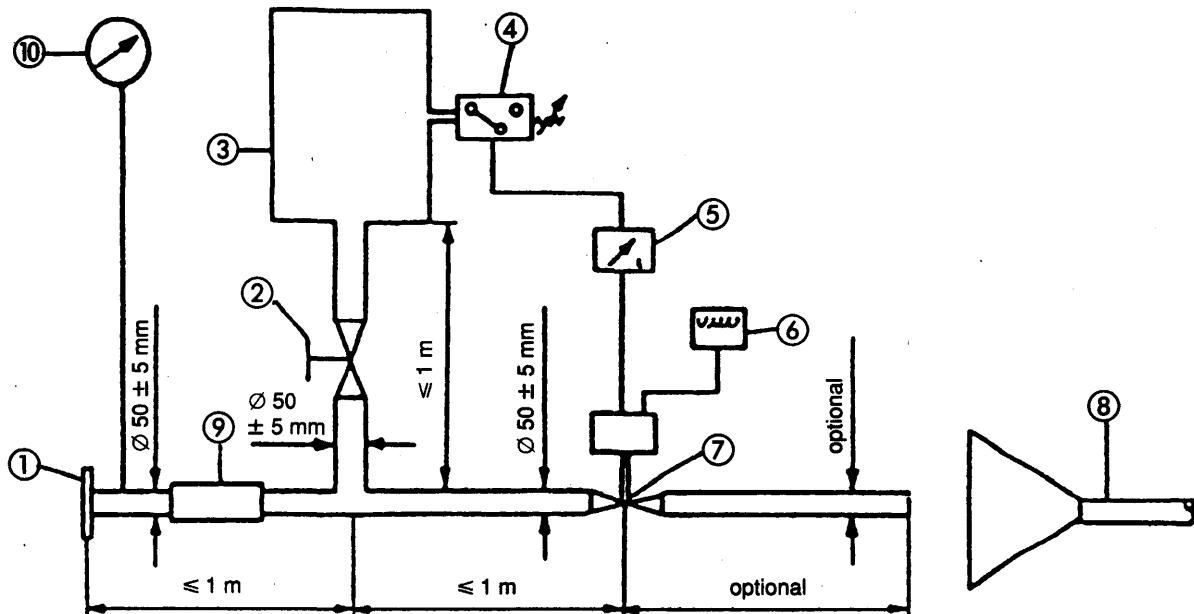 ⑩
④
③
⑤
②
⑥
Ø 50 ± 5 mm
⩽ 1 m
Ø 50 ± 5 mm
optional
Ø 50
± 5 mm
⑨
⑦
⑧
①
⩽ 1 m
⩽ 1 m
optional